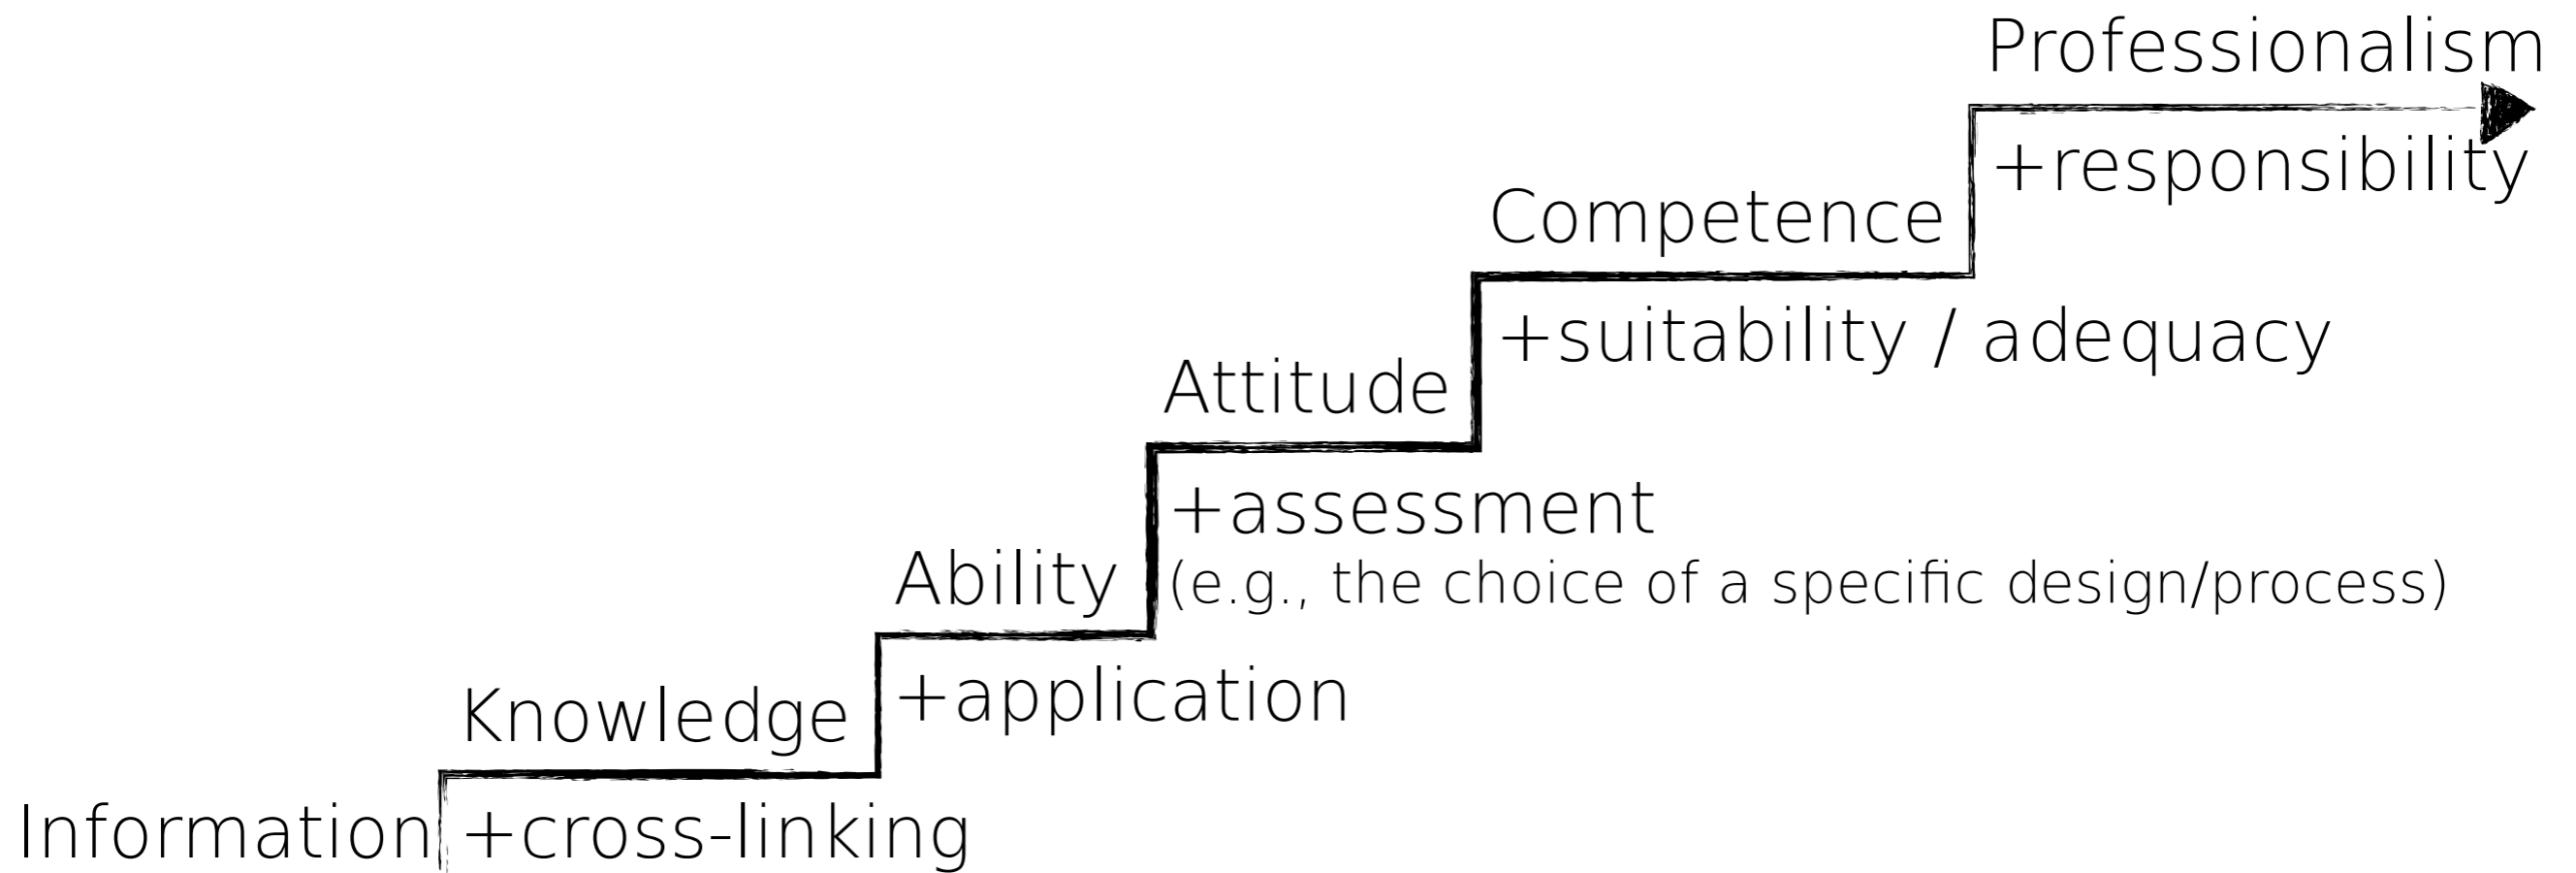 Professionalism
+responsibility
Competence
+suitability / adequacy
Attitude
+assessment
(e.g., the choice of a specific design/process)
Ability
+application
Knowledge
Information
+cross-linking